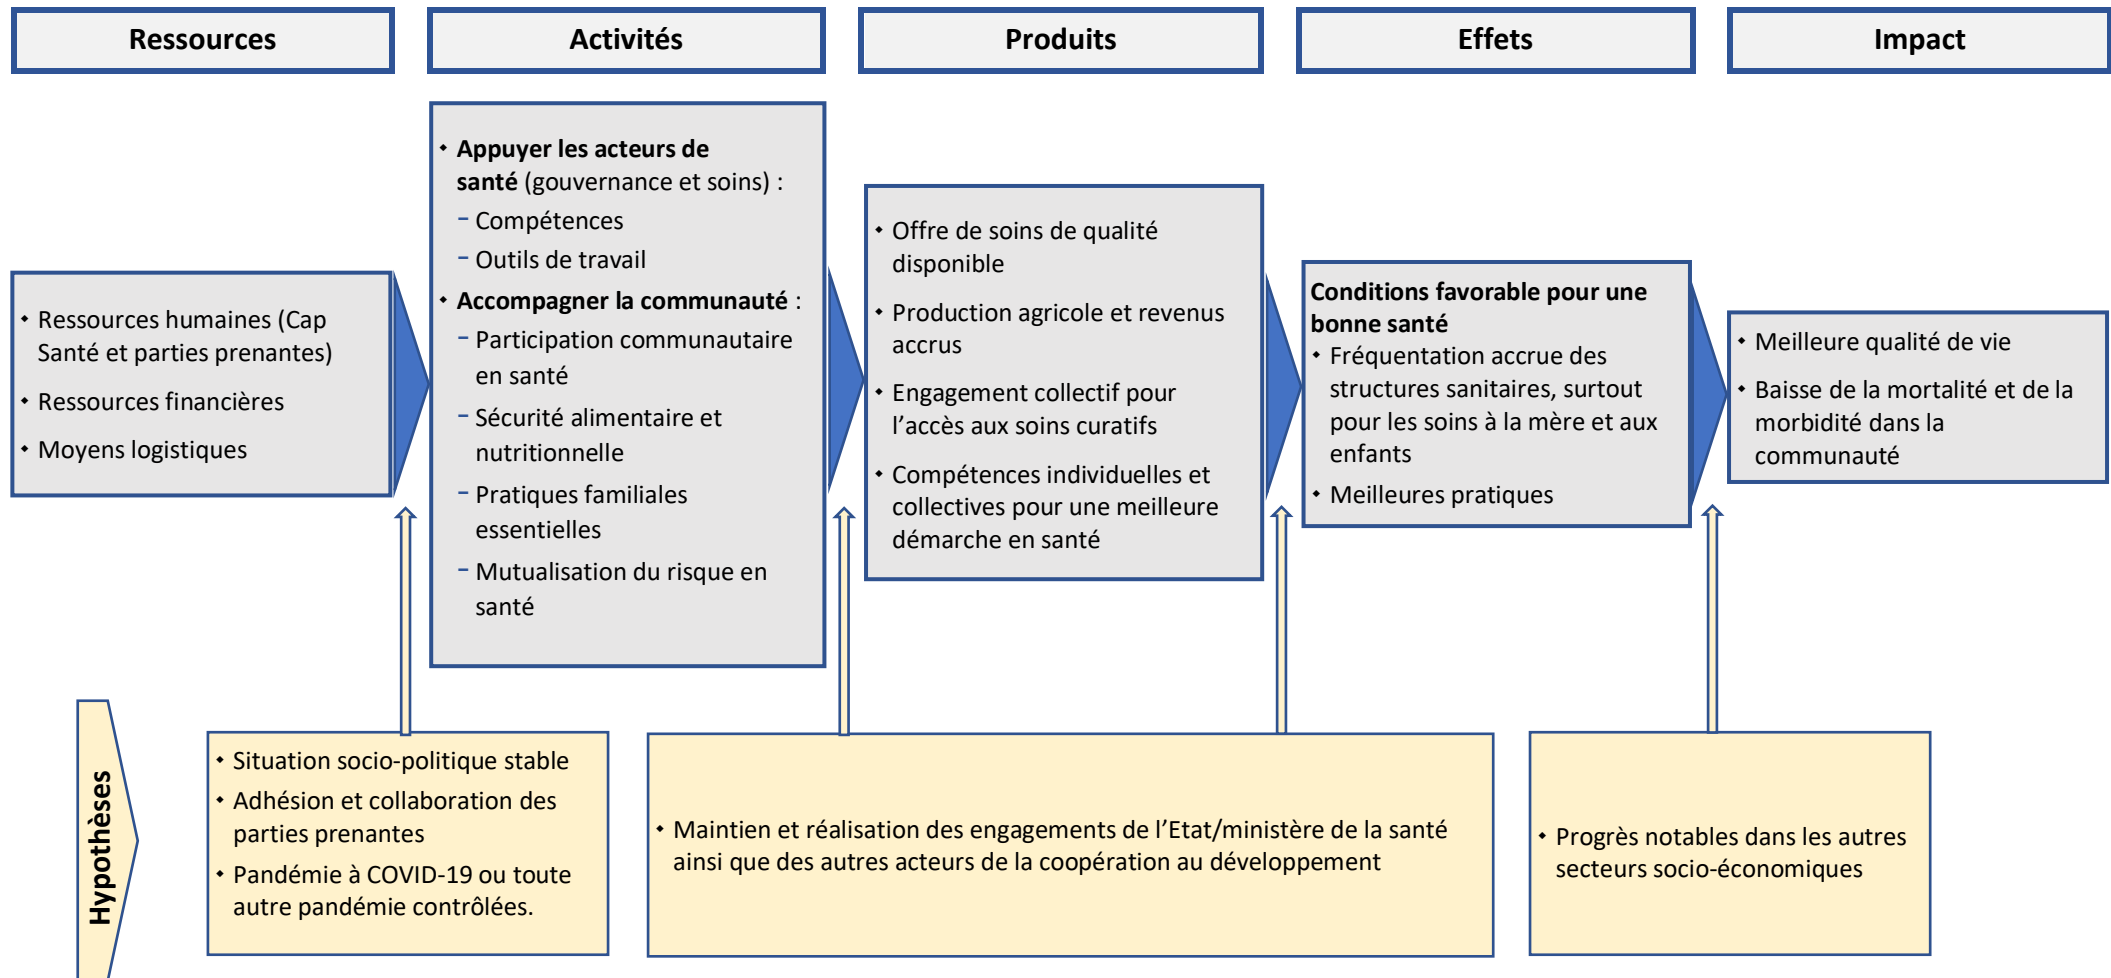 Ressources
Activités
Produits
Effets
Impact
• Ressources humaines (Cap
Santé et parties prenantes)
• Ressources financières
• Moyens logistiques
• Appuyer les acteurs de
santé (gouvernance et soins) :
− Compétences
− Outils de travail
• Accompagner la communauté :
− Participation communautaire
en santé
− Sécurité alimentaire et
nutritionnelle
− Pratiques familiales
essentielles
− Mutualisation du risque en
santé
• Offre de soins de qualité
disponible
• Production agricole et revenus
accrus
• Engagement collectif pour
l’accès aux soins curatifs
• Compétences individuelles et
collectives pour une meilleure
démarche en santé
Conditions favorable pour une
bonne santé
• Fréquentation accrue des
structures sanitaires, surtout
pour les soins à la mère et aux
enfants
• Meilleures pratiques
• Meilleure qualité de vie
• Baisse de la mortalité et de la
morbidité dans la
communauté
Hypothèses
• Situation socio-politique stable
• Adhésion et collaboration des
parties prenantes
• Pandémie à COVID-19 ou toute
autre pandémie contrôlées.
• Maintien et réalisation des engagements de l’Etat/ministère de la santé
ainsi que des autres acteurs de la coopération au développement
• Progrès notables dans les autres
secteurs socio-économiques